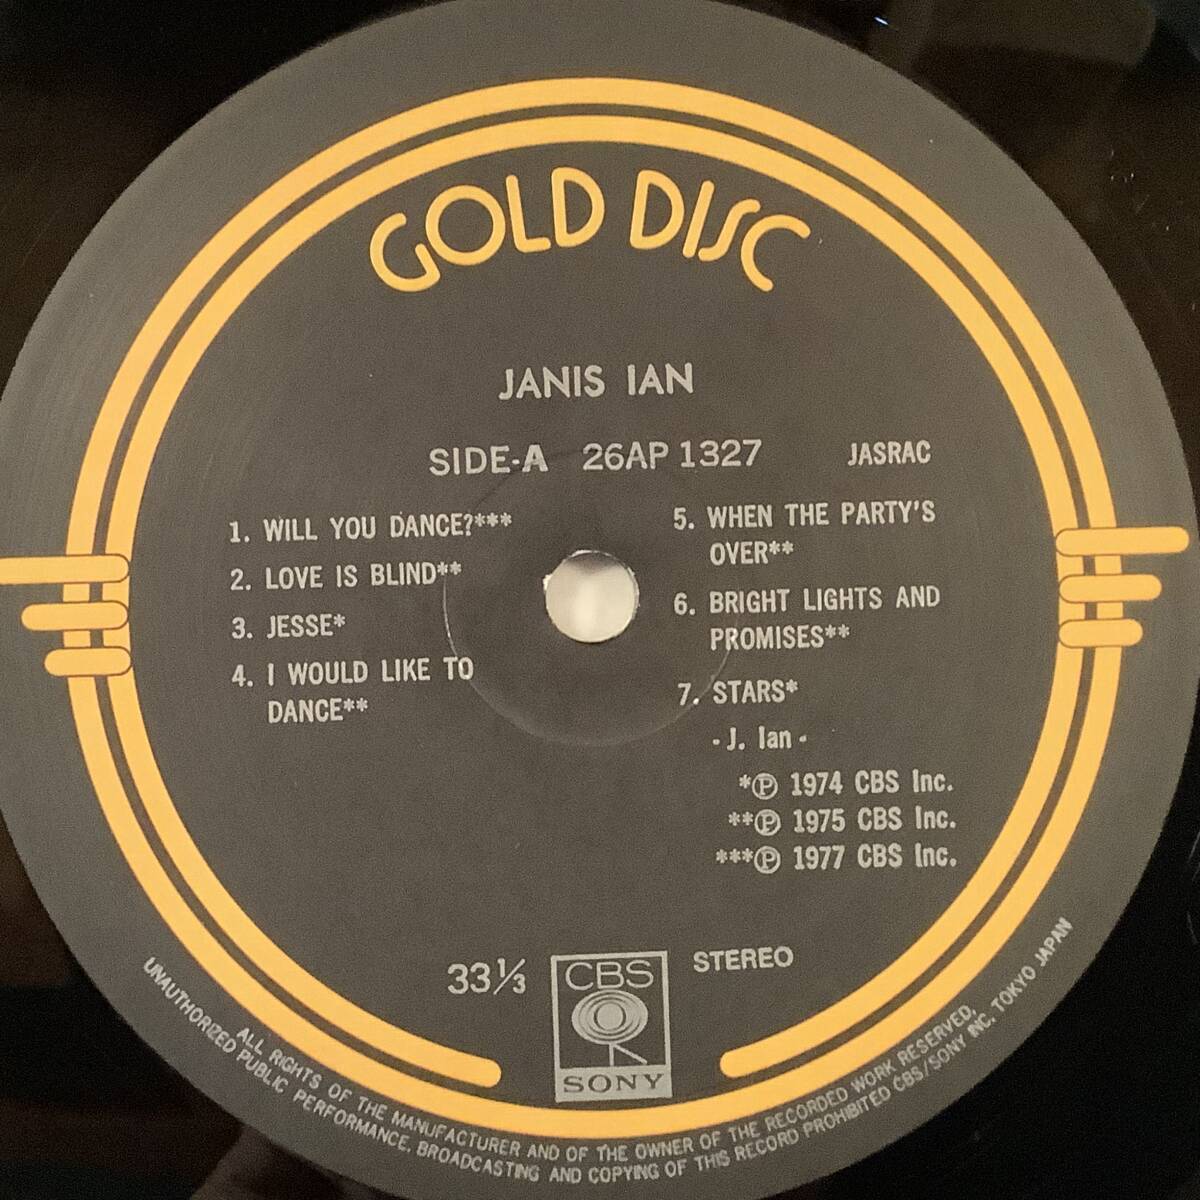 GOLD DISC
JANIS IAN
SIDE-A 26AP 1327 JASRAC
1. WILL YOU DANCE?***
2. LOVE IS BLIND**
3. JESSE*
4. I WOULD LIKE TO
DANCE**
5. WHEN THE PARTY'S
OVER**
6. BRIGHT LIGHTS AND
PROMISES**
7. STARS*
- J. Ian -
*Ⓟ 1974 CBS Inc.
**Ⓟ 1975 CBS Inc.
***Ⓟ 1977 CBS Inc.
33⅓
CBS
SONY
STEREO
ALL RIGHTS OF THE MANUFACTURER AND OF THE OWNER OF THE RECORDED WORK RESERVED.
UNAUTHORIZED PUBLIC PERFORMANCE, BROADCASTING AND COPYING OF THIS RECORD PROHIBITED CBS/SONY INC. TOKYO JAPAN